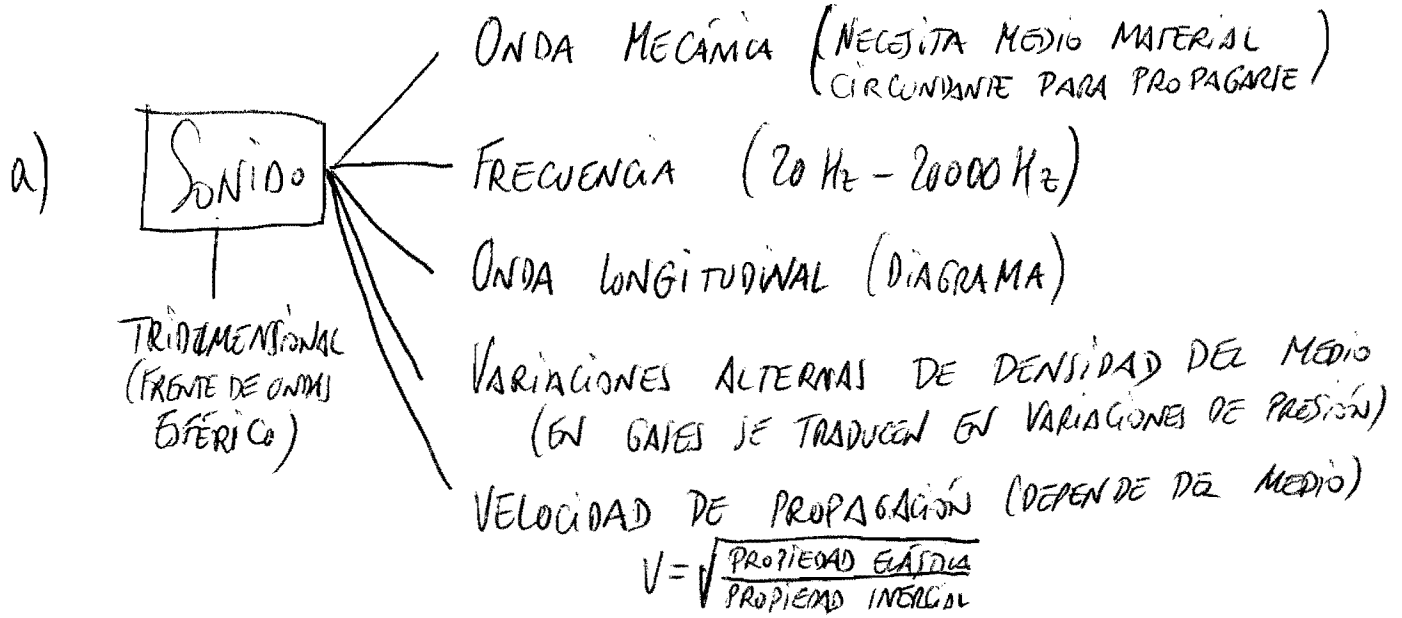 a)
SONIDO
TRIDIMENSIONAL
(FRENTE DE ONDAS
ESFÉRICO)
ONDA MECÁNICA (NECESITA MEDIO MATERIAL
CIRCUNDANTE PARA PROPAGARSE)
FRECUENCIA (20 Hz - 20000 Hz)
ONDA LONGITUDINAL (DIAGRAMA)
VARIACIONES ALTERNAS DE DENSIDAD DEL MEDIO
(EN GASES SE TRADUCEN EN VARIACIONES DE PRESIÓN)
VELOCIDAD DE PROPAGACIÓN (DEPENDE DEL MEDIO)
V = √(PROPIEDAD ELÁSTICA
PROPIEDAD INERCIAL)